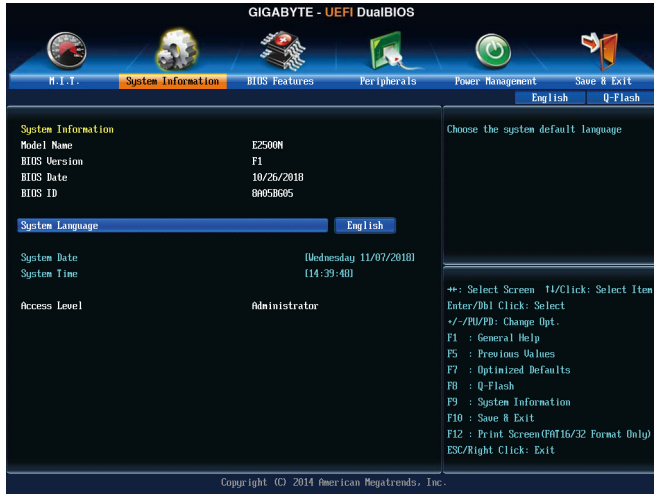 GIGABYTE - UEFI DualBIOS
M.I.T.
System Information
BIOS Features
Peripherals
Power Management
Save & Exit
English
Q-Flash
System Information
Model Name E2500N
BIOS Version F1
BIOS Date 10/26/2018
BIOS ID 8A05BG05
System Language English
System Date [Wednesday 11/07/2018]
System Time [14:39:48]
Access Level Administrator
Choose the system default language
→←: Select Screen ↑↓/Click: Select Item
Enter/Dbl Click: Select
+/-/PU/PD: Change Opt.
F1 : General Help
F5 : Previous Values
F7 : Optimized Defaults
F8 : Q-Flash
F9 : System Information
F10 : Save & Exit
F12 : Print Screen(FAT16/32 Format Only)
ESC/Right Click: Exit
Copyright (C) 2014 American Megatrends, Inc.